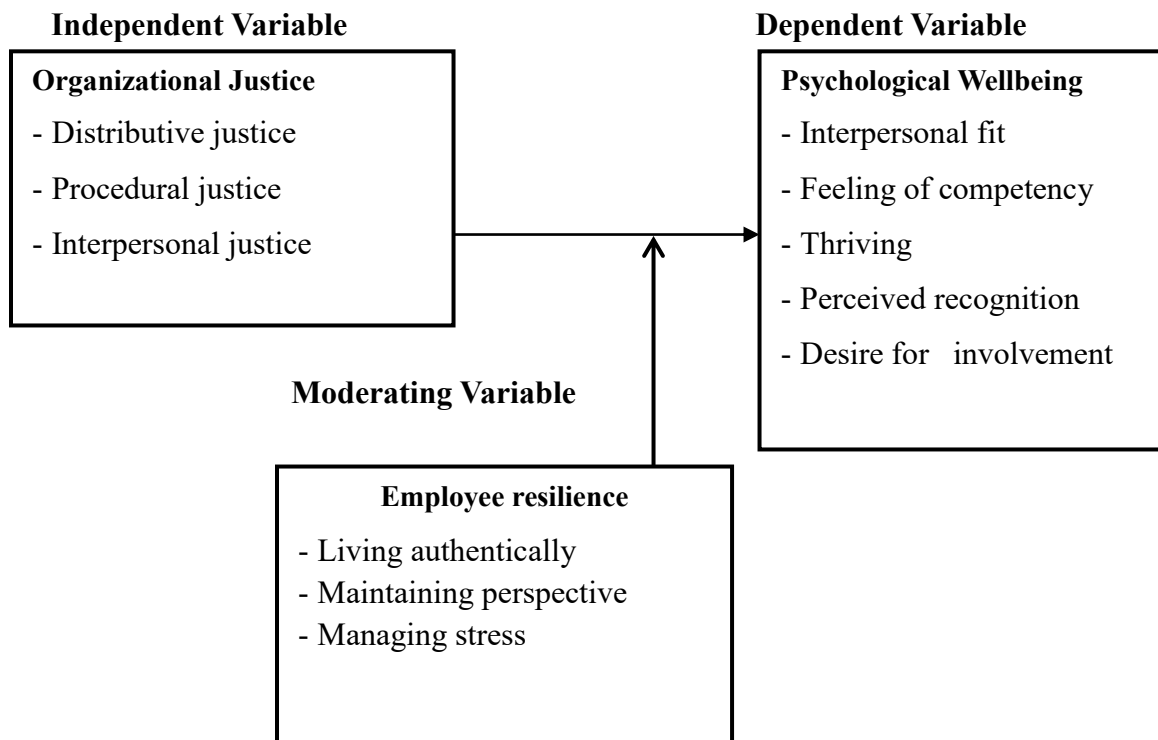 Independent Variable
Dependent Variable
Organizational Justice
- Distributive justice
- Procedural justice
- Interpersonal justice
Psychological Wellbeing
- Interpersonal fit
- Feeling of competency
- Thriving
- Perceived recognition
- Desire for  involvement
Moderating Variable
Employee resilience
- Living authentically
- Maintaining perspective
- Managing stress